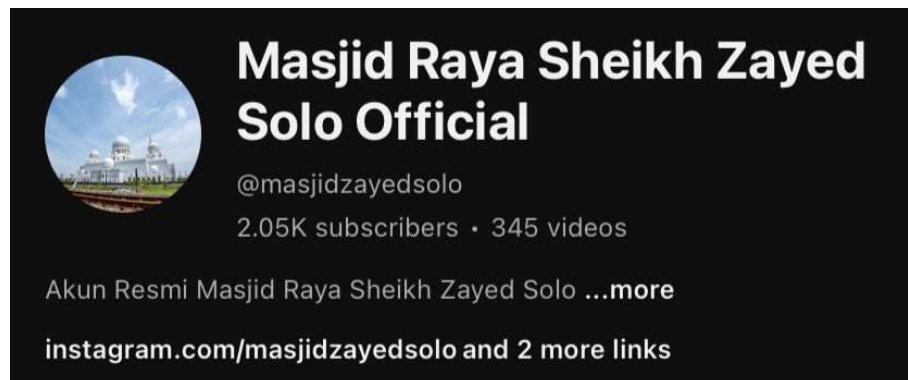 Masjid Raya Sheikh Zayed
Solo Official
@masjidzayedsolo
2.05K subscribers • 345 videos
Akun Resmi Masjid Raya Sheikh Zayed Solo ...more
instagram.com/masjidzayedsolo and 2 more links